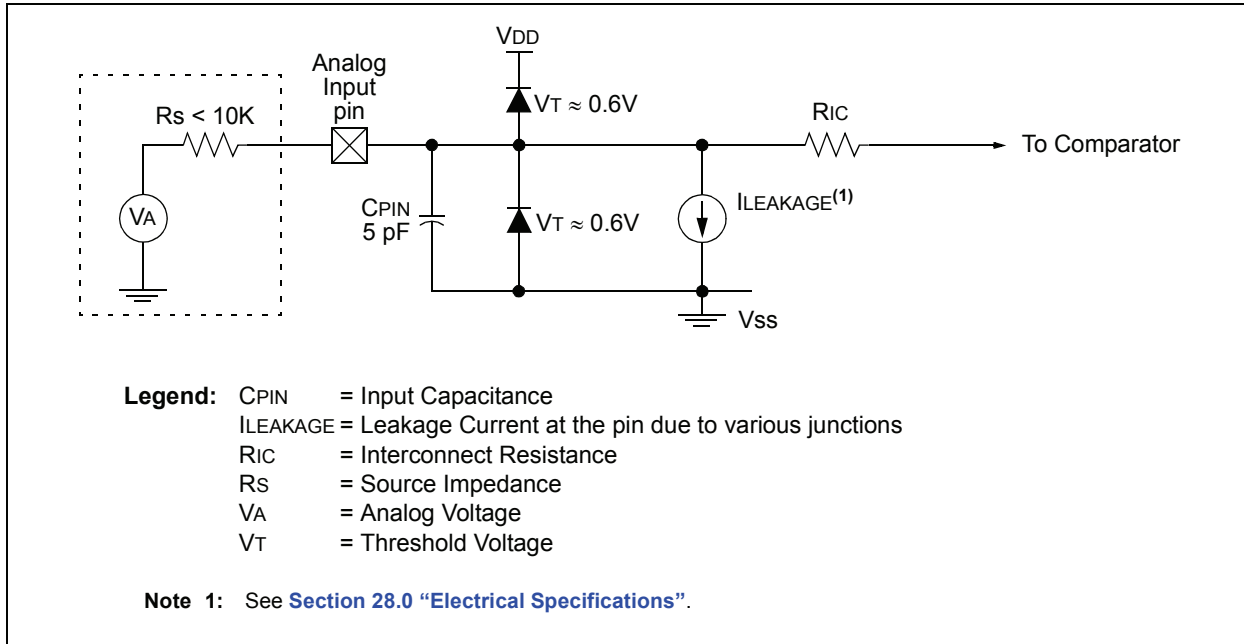 VDD
Analog
Input
pin
Rs < 10K
VT ≈ 0.6V
RIC
To Comparator
VA
CPIN
5 pF
VT ≈ 0.6V
ILEAKAGE(1)
Vss
Legend: CPIN = Input Capacitance
ILEAKAGE = Leakage Current at the pin due to various junctions
RIC = Interconnect Resistance
RS = Source Impedance
VA = Analog Voltage
VT = Threshold Voltage
Note 1: See Section 28.0 “Electrical Specifications”.